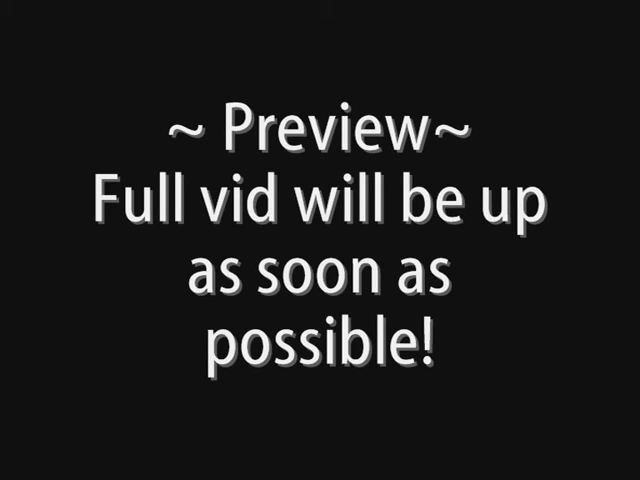 ~ Preview~
Full vid will be up
as soon as
possible!